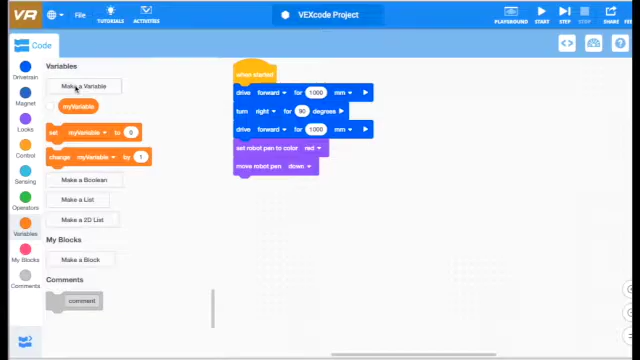 VR
File
TUTORIALS
ACTIVITIES
VEXcode Project
PLAYGROUND
START
STEP
STOP
SHARE
FEEDBACK
Code
Drivetrain
Magnet
Looks
Control
Sensing
Operators
Variables
My Blocks
Comments
Variables
Make a Variable
myVariable
set myVariable to 0
change myVariable by 1
Make a Boolean
Make a List
Make a 2D List
My Blocks
Make a Block
Comments
comment
when started
drive forward for 1000 mm
turn right for 90 degrees
drive forward for 1000 mm
set robot pen to color red
move robot pen down